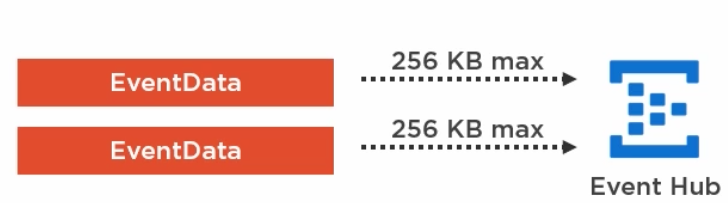 256 KB max
EventData
256 KB max
EventData
Event Hub